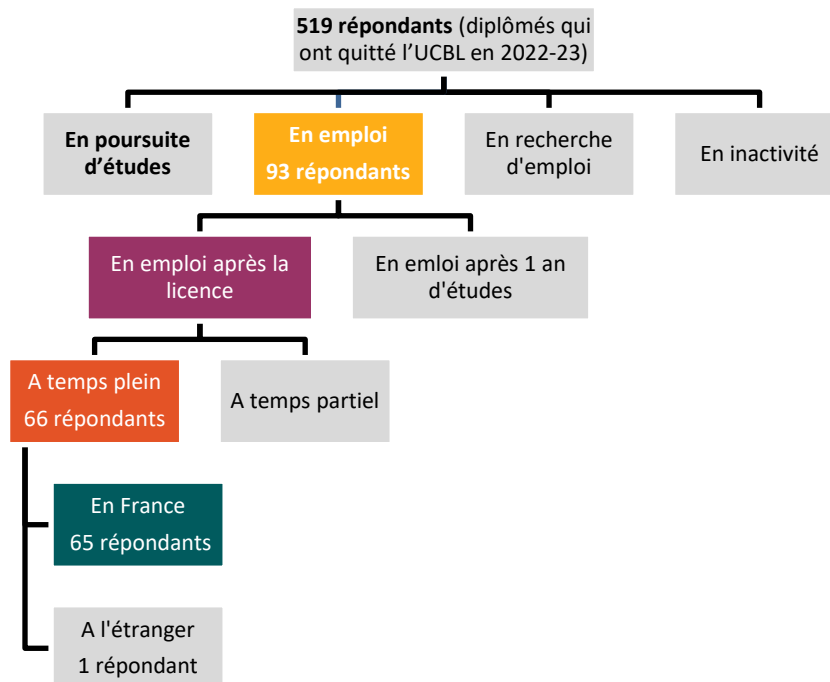 519 répondants (diplômés qui
ont quitté l’UCBL en 2022-23)
En poursuite
d’études
En emploi
93 répondants
En recherche
d'emploi
En inactivité
En emploi après la
licence
En emloi après 1 an
d'études
A temps plein
66 répondants
A temps partiel
En France
65 répondants
A l'étranger
1 répondant